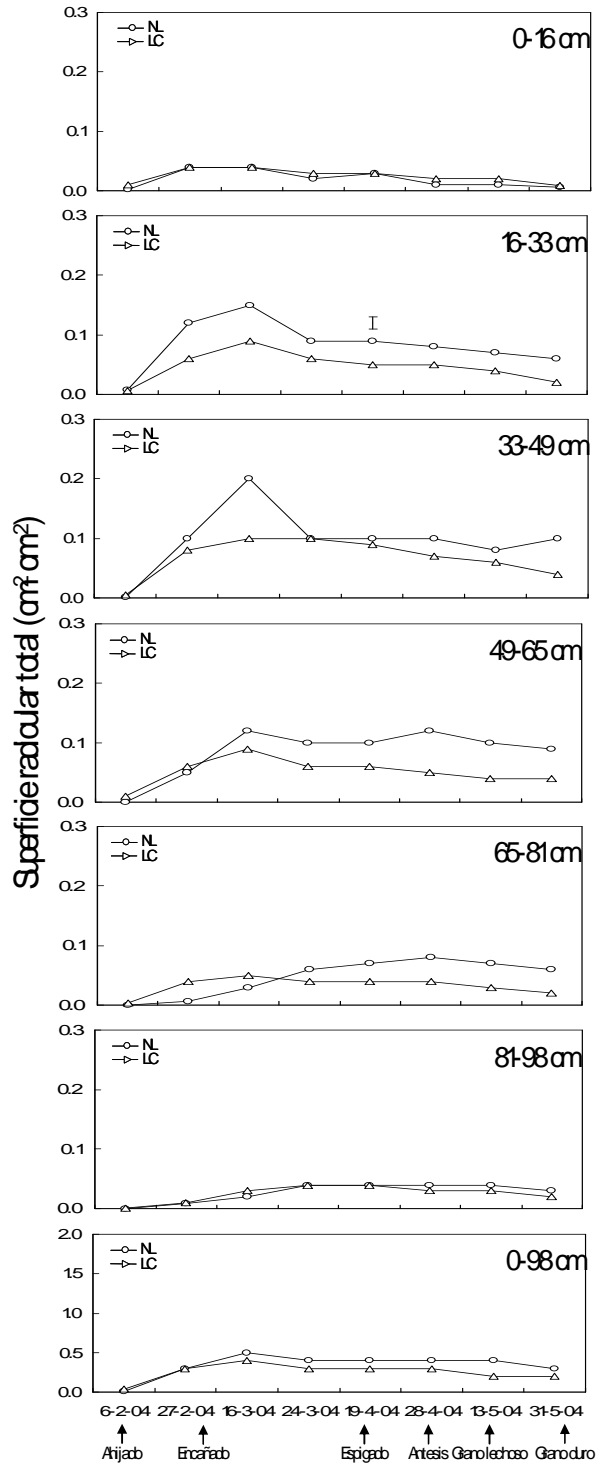 0-16 cm
NL
LC
0.3
0.2
0.1
0.0
16-33 cm
NL
LC
0.3
0.2
0.1
0.0
33-49 cm
NL
LC
0.3
0.2
0.1
0.0
49-65 cm
NL
LC
0.3
0.2
0.1
0.0
65-81 cm
NL
LC
0.3
0.2
0.1
0.0
81-98 cm
NL
LC
0.3
0.2
0.1
0.0
0-98 cm
NL
LC
2.0
1.5
1.0
0.5
0.0
Superficie radicular total (cm² cm²)
6-2-04 27-2-04 16-3-04 24-3-04 19-4-04 28-4-04 13-5-04 31-5-04
Ahijado Encañado Espigado Antesis Grano lechoso Grano duro